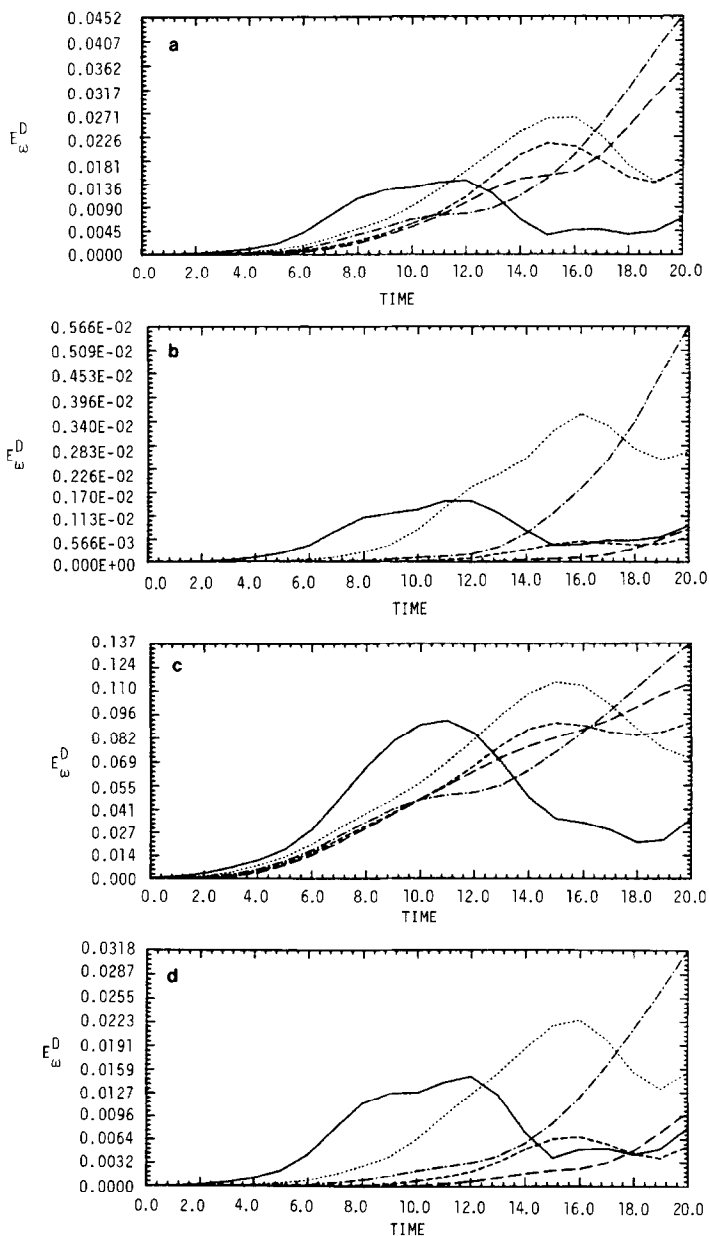 0.0452
a
0.0407
0.0362
0.0317
0.0271
E_ω^D
0.0226
0.0181
0.0136
0.0090
0.0045
0.0000
0.0 2.0 4.0 6.0 8.0 10.0 12.0 14.0 16.0 18.0 20.0
TIME
0.566E-02
b
0.509E-02
0.453E-02
0.396E-02
0.340E-02
E_ω^D
0.283E-02
0.226E-02
0.170E-02
0.113E-02
0.566E-03
0.000E+00
0.0 2.0 4.0 6.0 8.0 10.0 12.0 14.0 16.0 18.0 20.0
TIME
0.137
c
0.124
0.110
0.096
0.082
E_ω^D
0.069
0.055
0.041
0.027
0.014
0.000
0.0 2.0 4.0 6.0 8.0 10.0 12.0 14.0 16.0 18.0 20.0
TIME
0.0318
d
0.0287
0.0255
0.0223
0.0191
E_ω^D
0.0159
0.0127
0.0096
0.0064
0.0032
0.0000
0.0 2.0 4.0 6.0 8.0 10.0 12.0 14.0 16.0 18.0 20.0
TIME